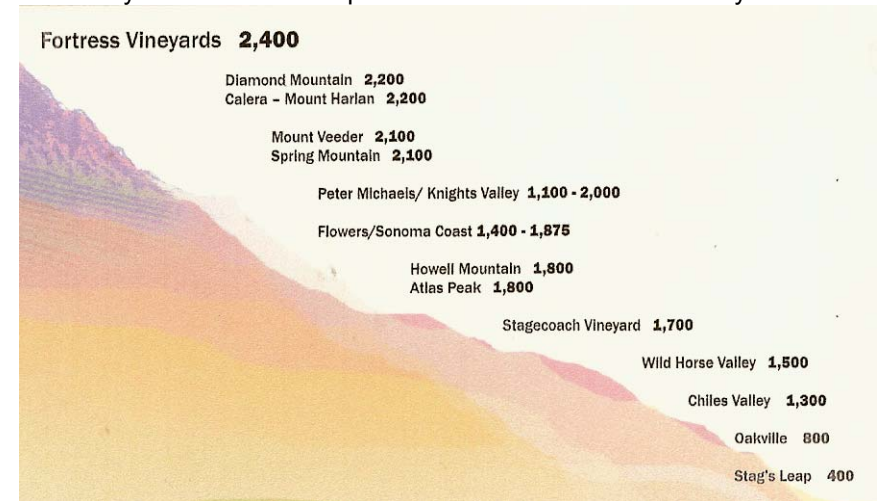 Fortress Vineyards 2,400
Diamond Mountain 2,200
Calera – Mount Harlan 2,200
Mount Veeder 2,100
Spring Mountain 2,100
Peter Michaels/ Knights Valley 1,100 - 2,000
Flowers/Sonoma Coast 1,400 - 1,875
Howell Mountain 1,800
Atlas Peak 1,800
Stagecoach Vineyard 1,700
Wild Horse Valley 1,500
Chiles Valley 1,300
Oakville 800
Stag's Leap 400